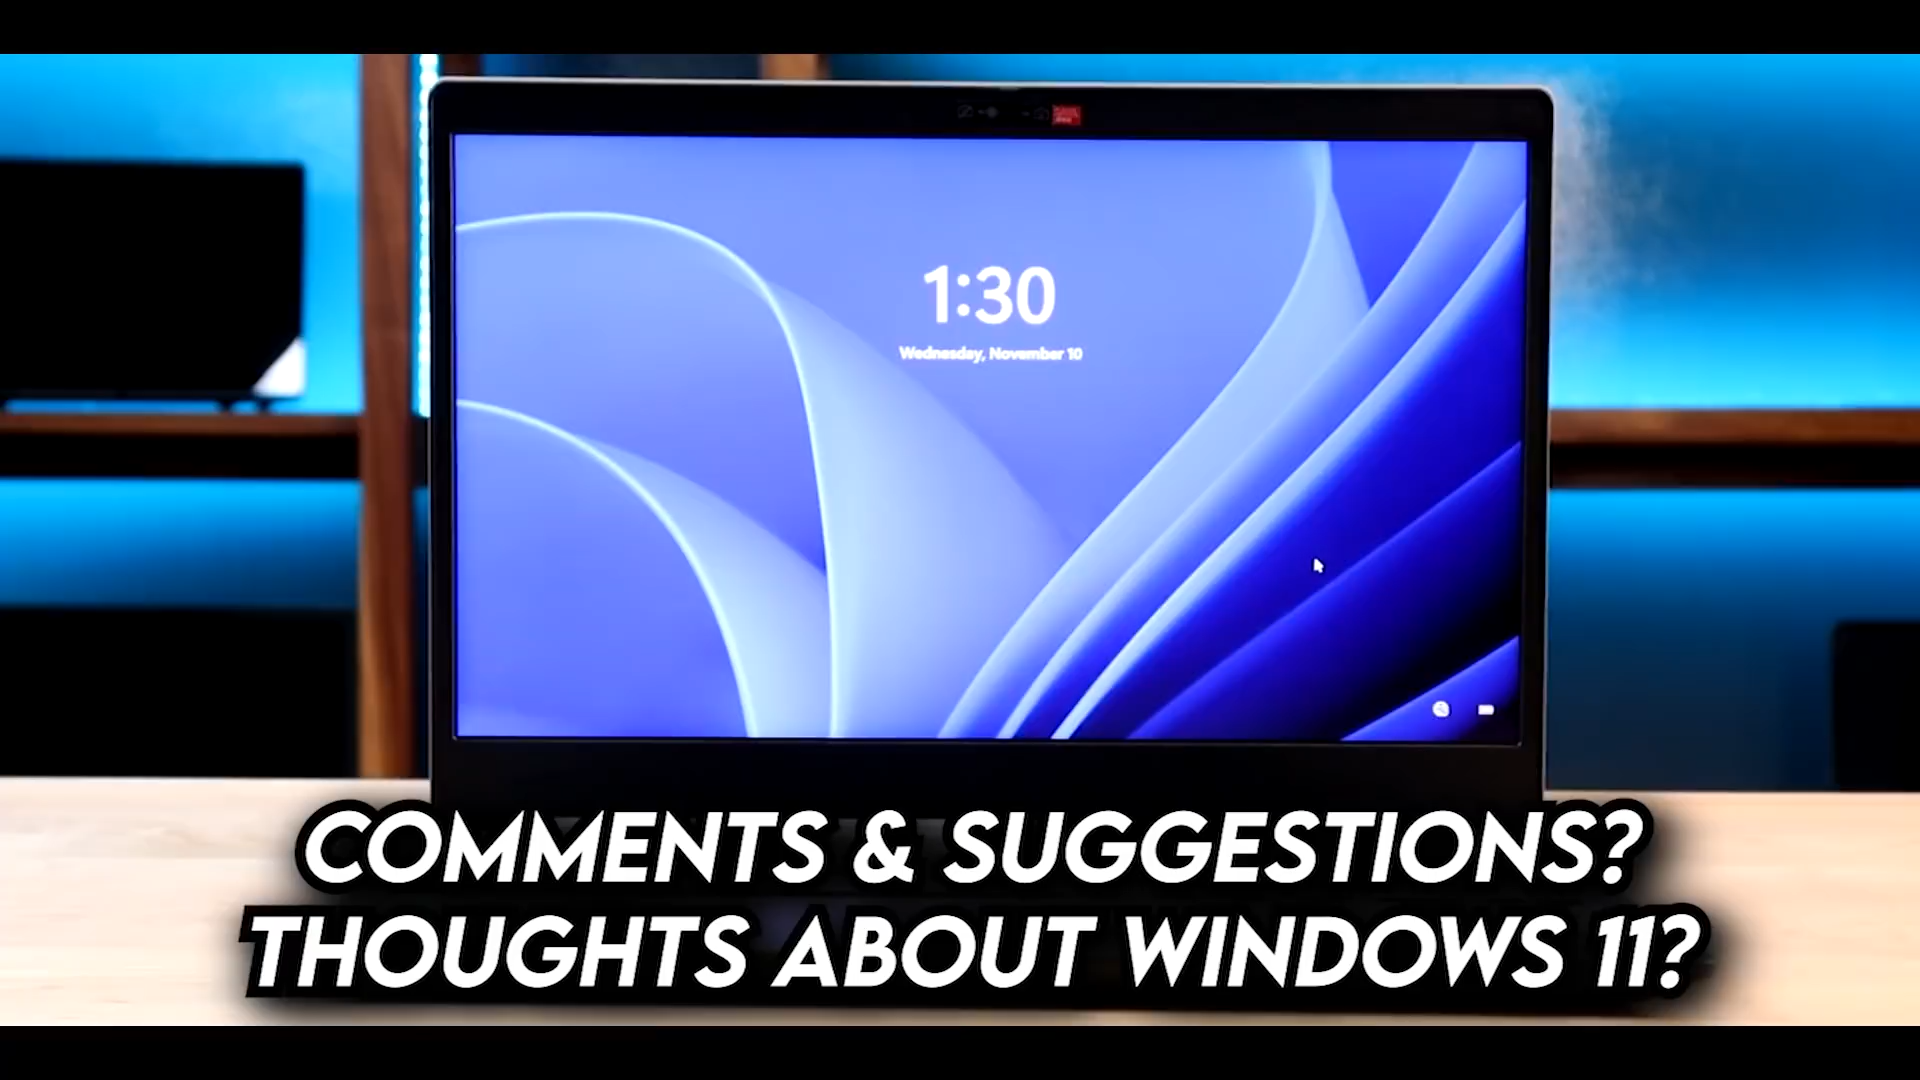 1:30
Wednesday, November 10
COMMENTS & SUGGESTIONS?
THOUGHTS ABOUT WINDOWS 11?